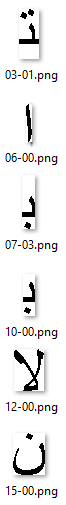 03-01.png
ا
06-00.png
07-03.png
10-00.png
لا
12-00.png
ن
15-00.png